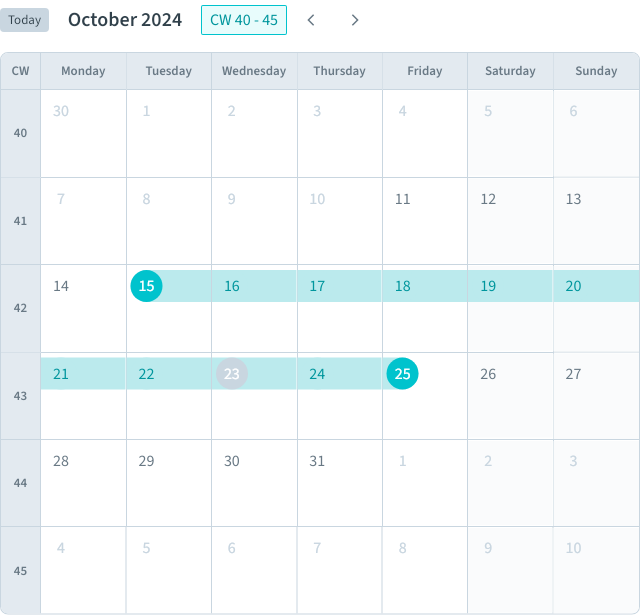 Today October 2024 CW 40 - 45
CW Monday Tuesday Wednesday Thursday Friday Saturday Sunday
40 30 1 2 3 4 5 6
41 7 8 9 10 11 12 13
42 14 15 16 17 18 19 20
43 21 22 23 24 25 26 27
44 28 29 30 31 1 2 3
45 4 5 6 7 8 9 10